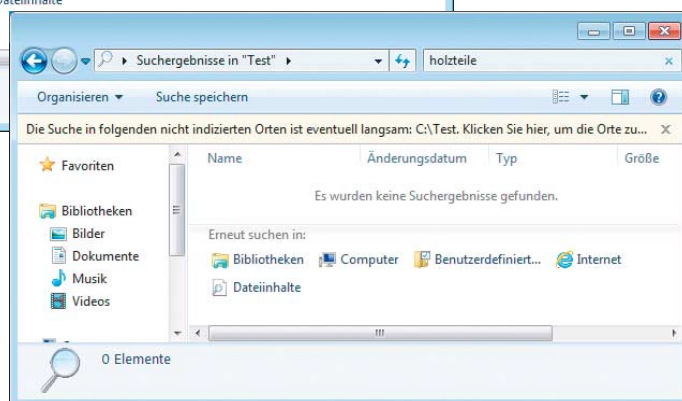 Dateiinhalte
Suchergebnisse in "Test"
holzteile
Organisieren
Suche speichern
Die Suche in folgenden nicht indizierten Orten ist eventuell langsam: C:\Test. Klicken Sie hier, um die Orte zu...
Favoriten
Bibliotheken
Bilder
Dokumente
Musik
Videos
Name Änderungsdatum Typ Größe
Es wurden keine Suchergebnisse gefunden.
Erneut suchen in:
Bibliotheken Computer Benutzerdefiniert... Internet
Dateiinhalte
0 Elemente